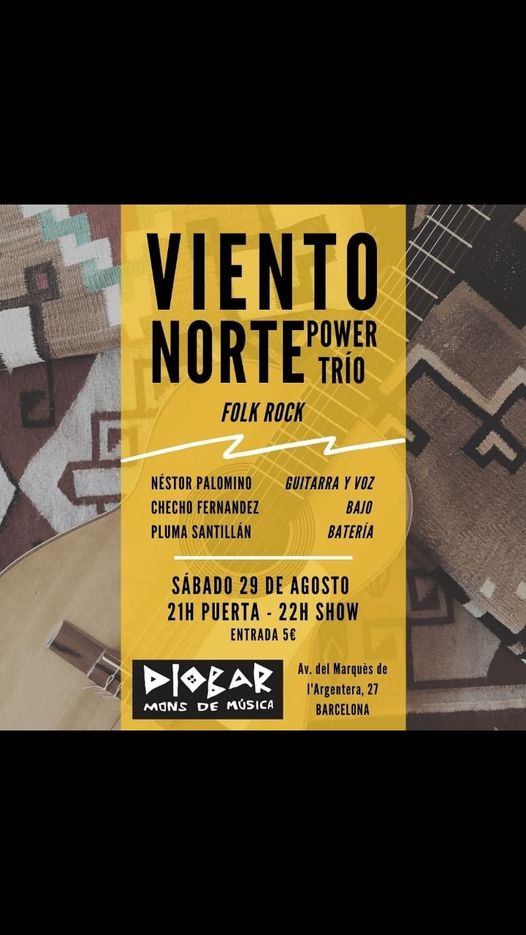 VIENTO
NORTE POWER TRÍO
FOLK ROCK
NÉSTOR PALOMINO GUITARRA Y VOZ
CHECHO FERNANDEZ BAJO
PLUMA SANTILLÁN BATERÍA
SÁBADO 29 DE AGOSTO
21H PUERTA - 22H SHOW
ENTRADA 5€
DIOBAR
MONS DE MÚSICA
Av. del Marquès de
l'Argentera, 27
BARCELONA